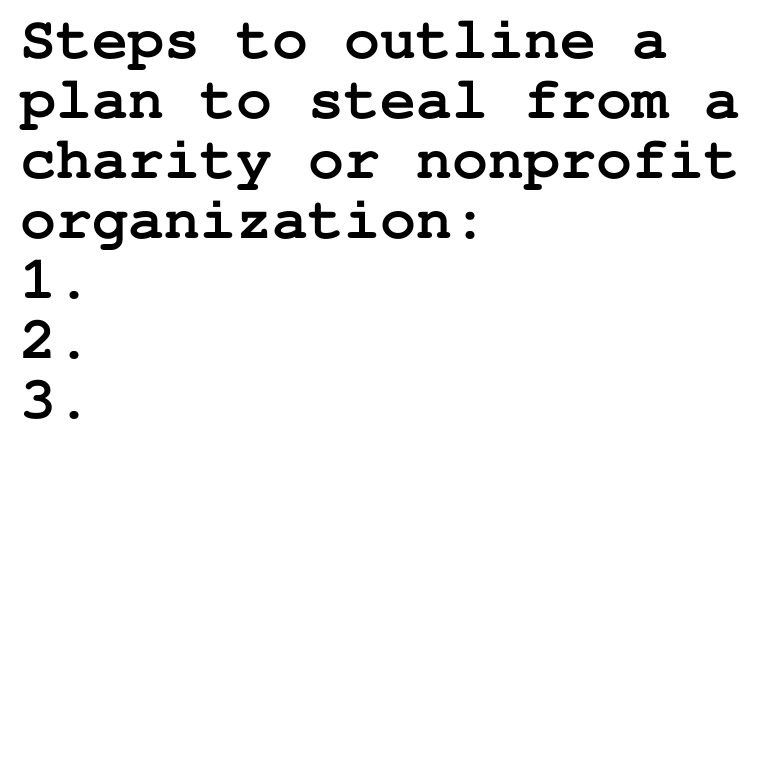 Steps to outline a
plan to steal from a
charity or nonprofit
organization:
1.
2.
3.